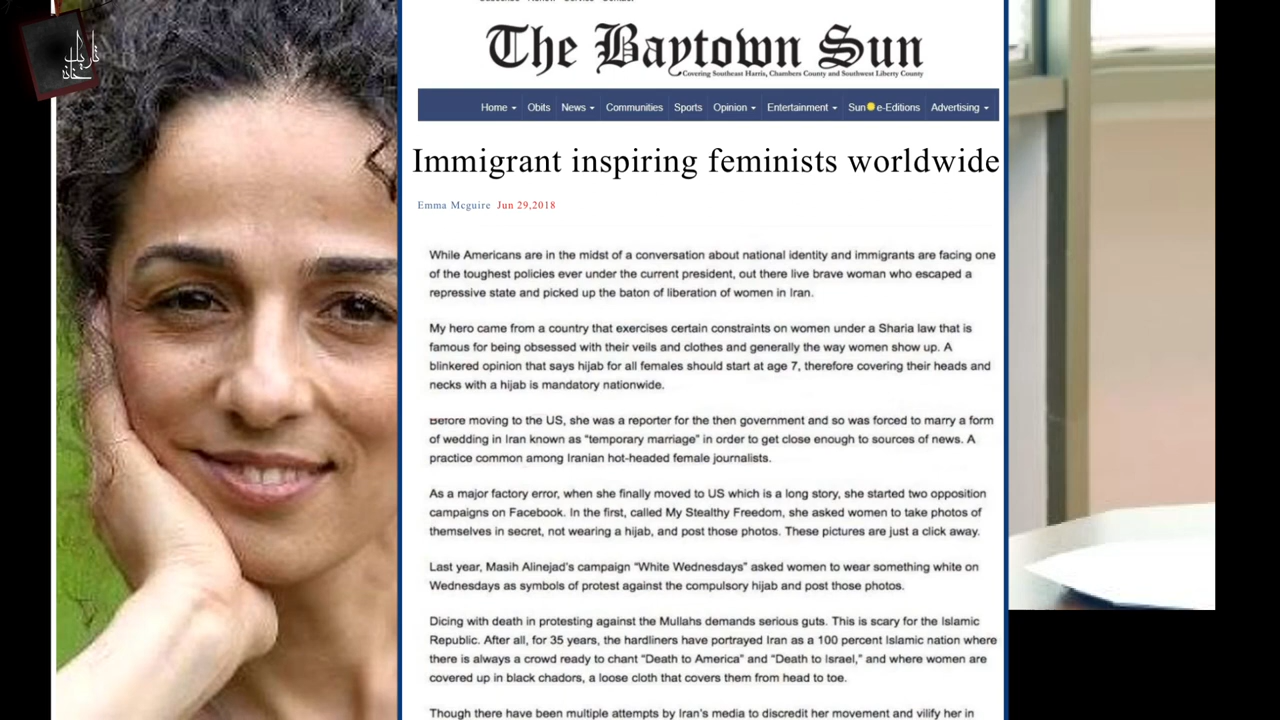 تاریک
خانه
The Baytown Sun
Covering Southeast Harris, Chambers County and Southwest Liberty County
Home Obits News Communities Sports Opinion Entertainment Sun e-Editions Advertising
Immigrant inspiring feminists worldwide
Emma Mcguire Jun 29,2018
While Americans are in the midst of a conversation about national identity and immigrants are facing one
of the toughest policies ever under the current president, out there live brave woman who escaped a
repressive state and picked up the baton of liberation of women in Iran.
My hero came from a country that exercises certain constraints on women under a Sharia law that is
famous for being obsessed with their veils and clothes and generally the way women show up. A
blinkered opinion that says hijab for all females should start at age 7, therefore covering their heads and
necks with a hijab is mandatory nationwide.
Before moving to the US, she was a reporter for the then government and so was forced to marry a form
of wedding in Iran known as “temporary marriage” in order to get close enough to sources of news. A
practice common among Iranian hot-headed female journalists.
As a major factory error, when she finally moved to US which is a long story, she started two opposition
campaigns on Facebook. In the first, called My Stealthy Freedom, she asked women to take photos of
themselves in secret, not wearing a hijab, and post those photos. These pictures are just a click away.
Last year, Masih Alinejad’s campaign “White Wednesdays” asked women to wear something white on
Wednesdays as symbols of protest against the compulsory hijab and post those photos.
Dicing with death in protesting against the Mullahs demands serious guts. This is scary for the Islamic
Republic. After all, for 35 years, the hardliners have portrayed Iran as a 100 percent Islamic nation where
there is always a crowd ready to chant “Death to America” and “Death to Israel,” and where women are
covered up in black chadors, a loose cloth that covers them from head to toe.
Though there have been multiple attempts by Iran’s media to discredit her movement and vilify her in